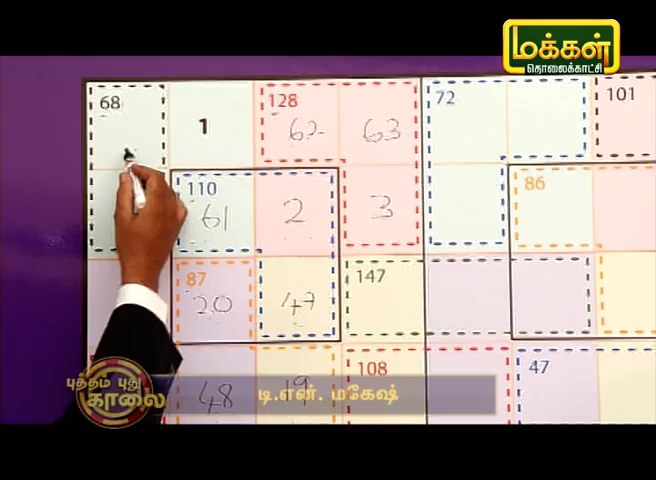 மக்கள்
தொலைக்காட்சி
68 1 128 72 101
62 63
110 86
61 2 3
87 147
20 47
108 47
48 19
புத்தம் புது
காலை
டி.என். மகேஷ்